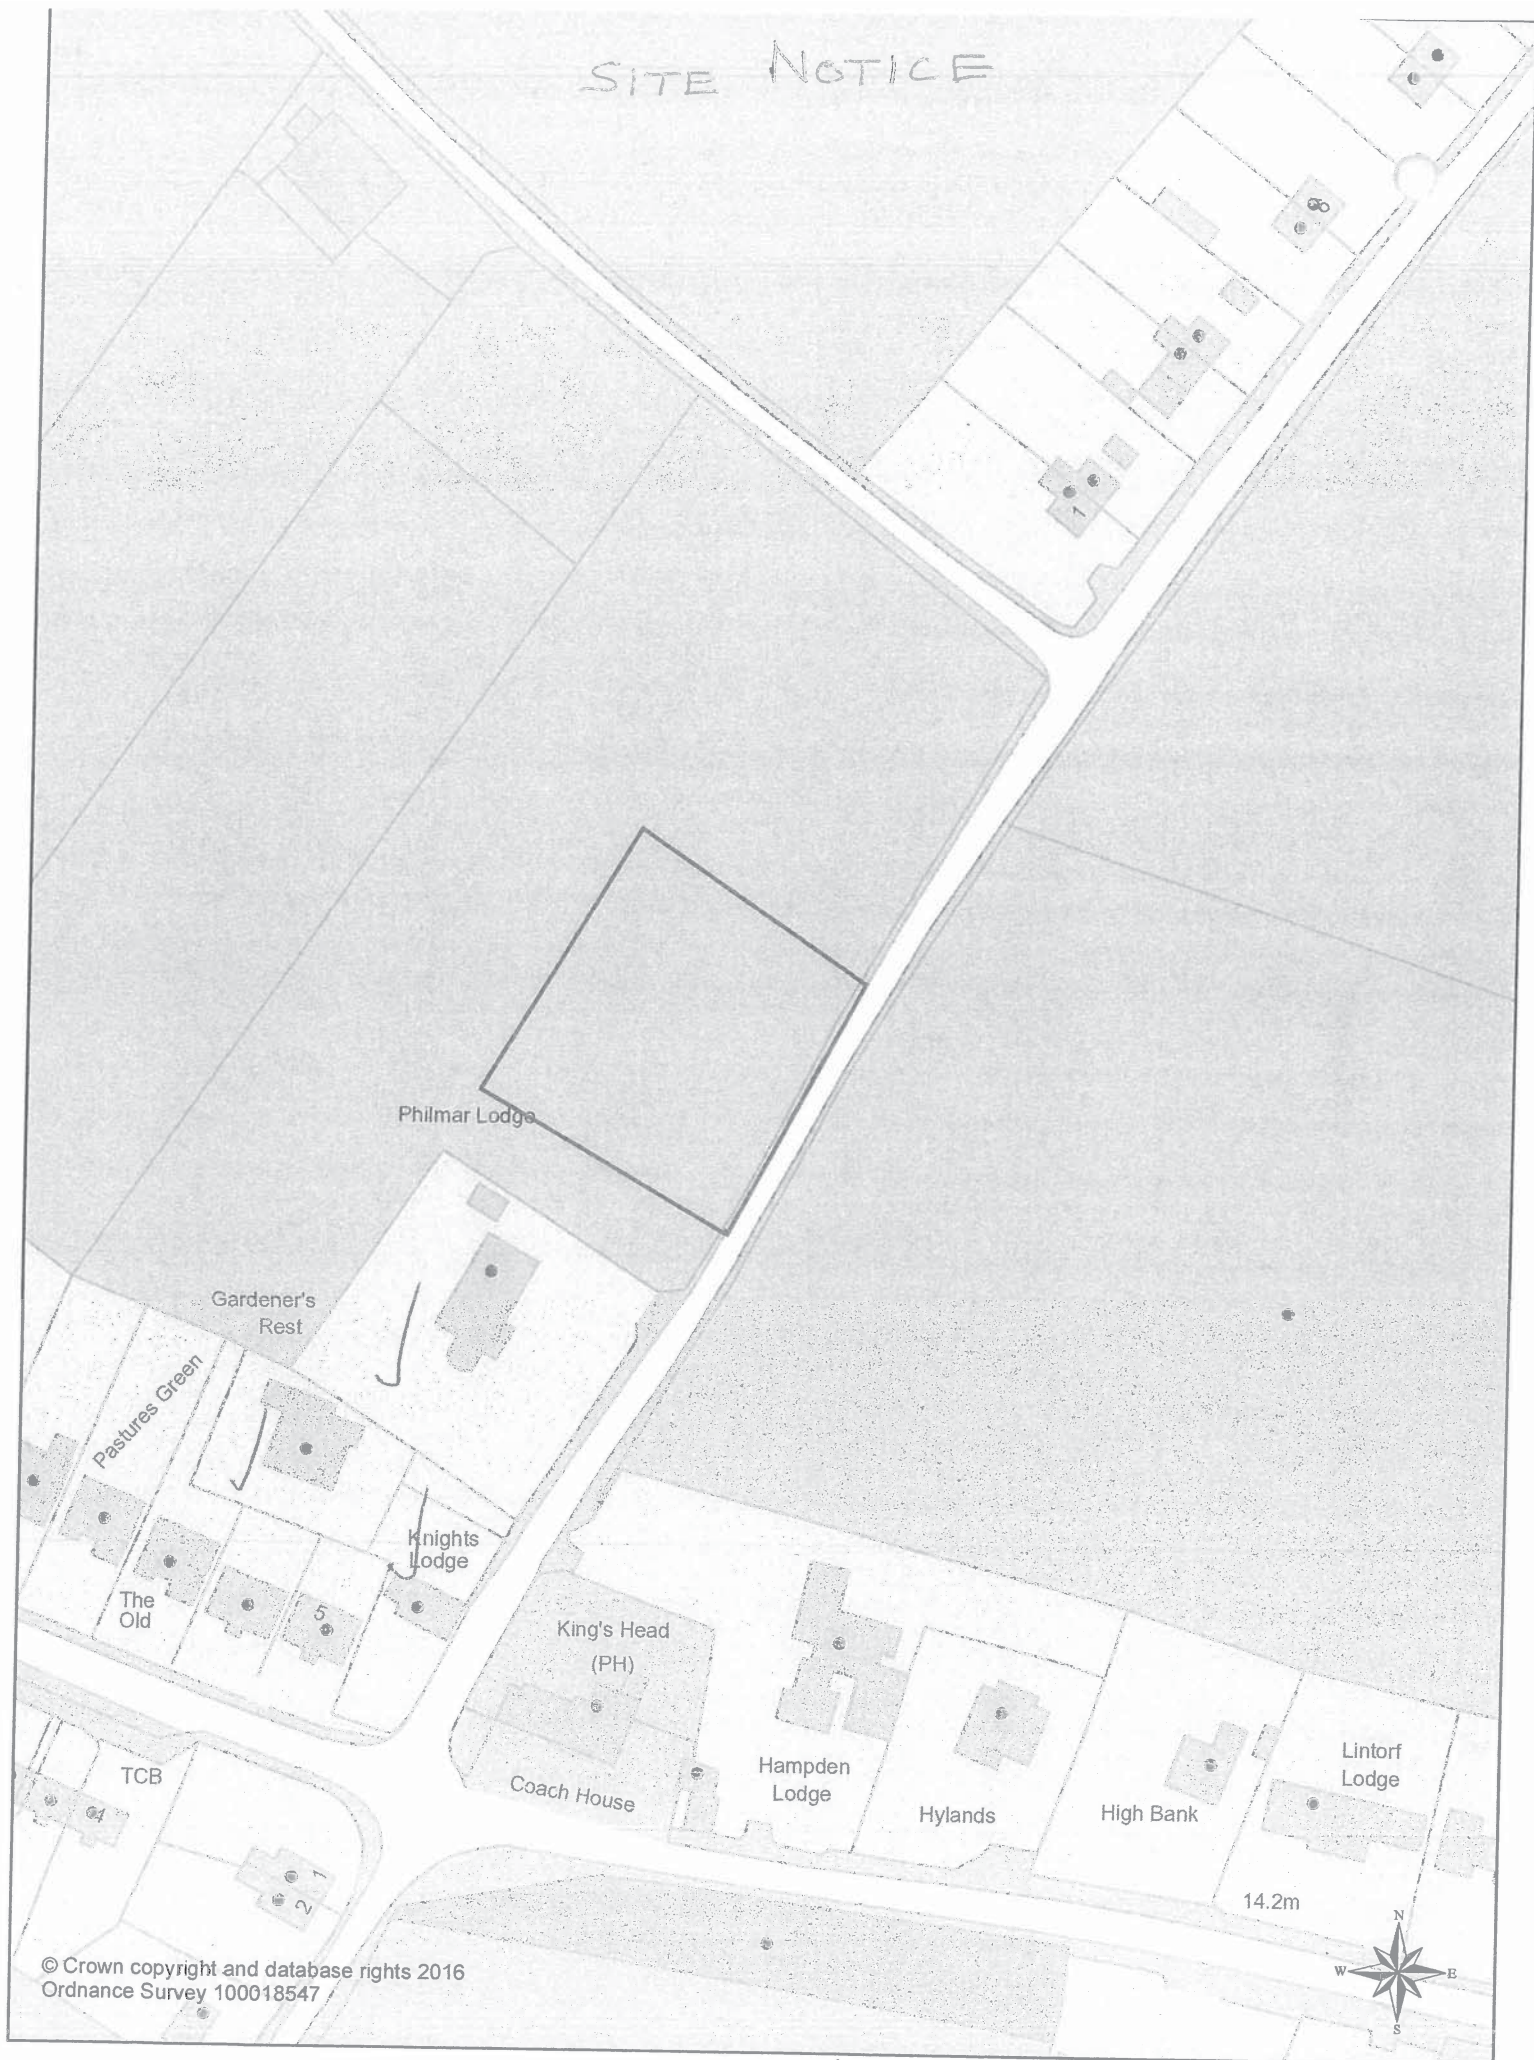 SITE NOTICE
8
1
Philmar Lodge
Gardener's
Rest
Pastures Green
Knights
Lodge
The
Old
5
King's Head
(PH)
Coach House
Hampden
Lodge
Hylands
High Bank
Lintorf
Lodge
TCB
4
1
2
14.2m
N
W
E
S
© Crown copyright and database rights 2016
Ordnance Survey 100018547